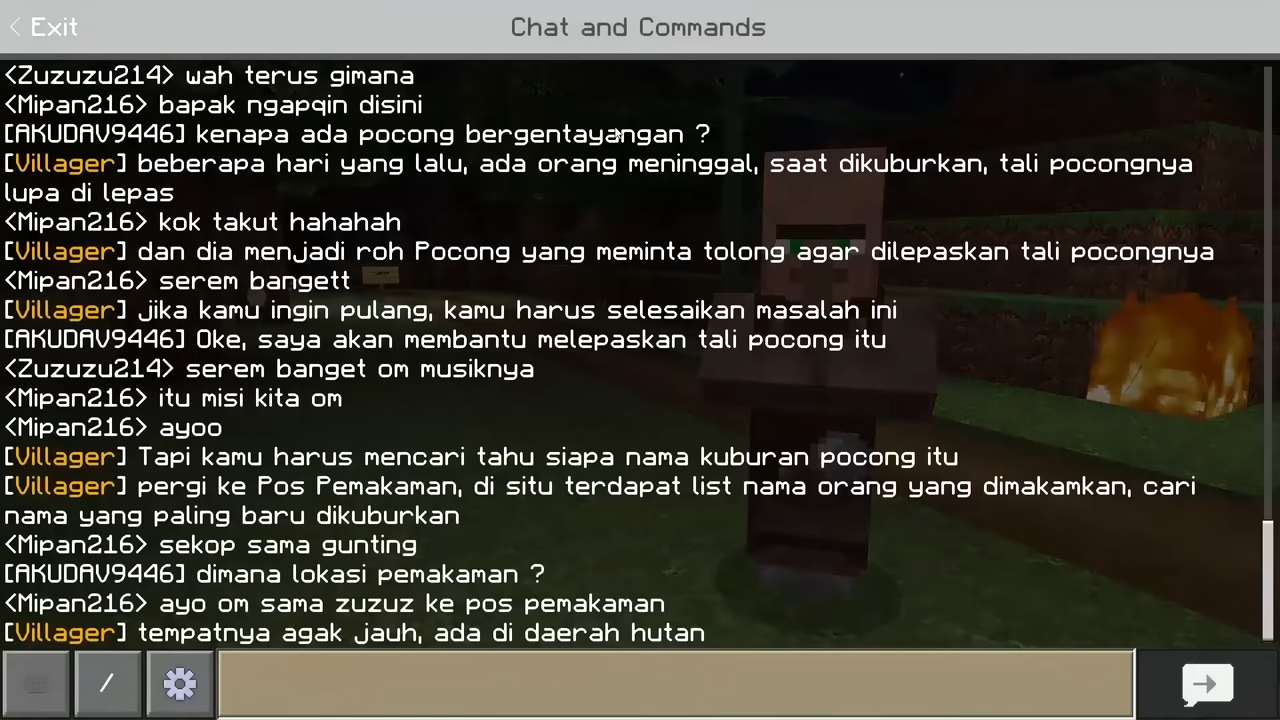 Exit
Chat and Commands
<Zuzuzu214> wah terus gimana
<Mipan216> bapak ngapqin disini
[AKUDAV9446] kenapa ada pocong bergentayangan ?
[Villager] beberapa hari yang lalu, ada orang meninggal, saat dikuburkan, tali pocongnya
lupa di lepas
<Mipan216> kok takut hahahah
[Villager] dan dia menjadi roh Pocong yang meminta tolong agar dilepaskan tali pocongnya
<Mipan216> serem bangett
[Villager] jika kamu ingin pulang, kamu harus selesaikan masalah ini
[AKUDAV9446] Oke, saya akan membantu melepaskan tali pocong itu
<Zuzuzu214> serem banget om musiknya
<Mipan216> itu misi kita om
<Mipan216> ayoo
[Villager] Tapi kamu harus mencari tahu siapa nama kuburan pocong itu
[Villager] pergi ke Pos Pemakaman, di situ terdapat list nama orang yang dimakamkan, cari
nama yang paling baru dikuburkan
<Mipan216> sekop sama gunting
[AKUDAV9446] dimana lokasi pemakaman ?
<Mipan216> ayo om sama zuzuz ke pos pemakaman
[Villager] tempatnya agak jauh, ada di daerah hutan
/